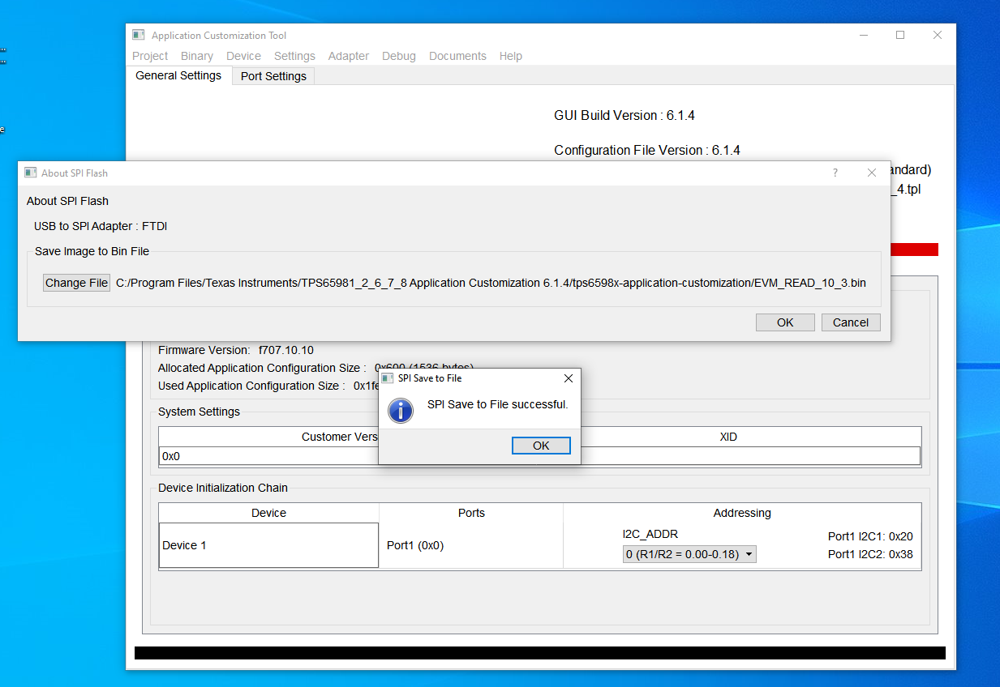 Application Customization Tool
Project Binary Device Settings Adapter Debug Documents Help
General Settings Port Settings
GUI Build Version : 6.1.4
Configuration File Version : 6.1.4
About SPI Flash ?
About SPI Flash
USB to SPI Adapter : FTDI
Save Image to Bin File
Change File C:/Program Files/Texas Instruments/TPS65981_2_6_7_8 Application Customization 6.1.4/tps6598x-application-customization/EVM_READ_10_3.bin
OK Cancel
_4.tpl
Firmware Version: f707.10.10
Allocated Application Configuration Size : 0x600 (1536 bytes)
Used Application Configuration Size :
SPI Save to File
SPI Save to File successful.
OK
System Settings
Customer XID
0x0
Device Initialization Chain
Device Ports Addressing
Device 1 Port1 (0x0)
I2C_ADDR
0 (R1/R2 = 0.00-0.18)
Port1 I2C1: 0x20
Port1 I2C2: 0x38